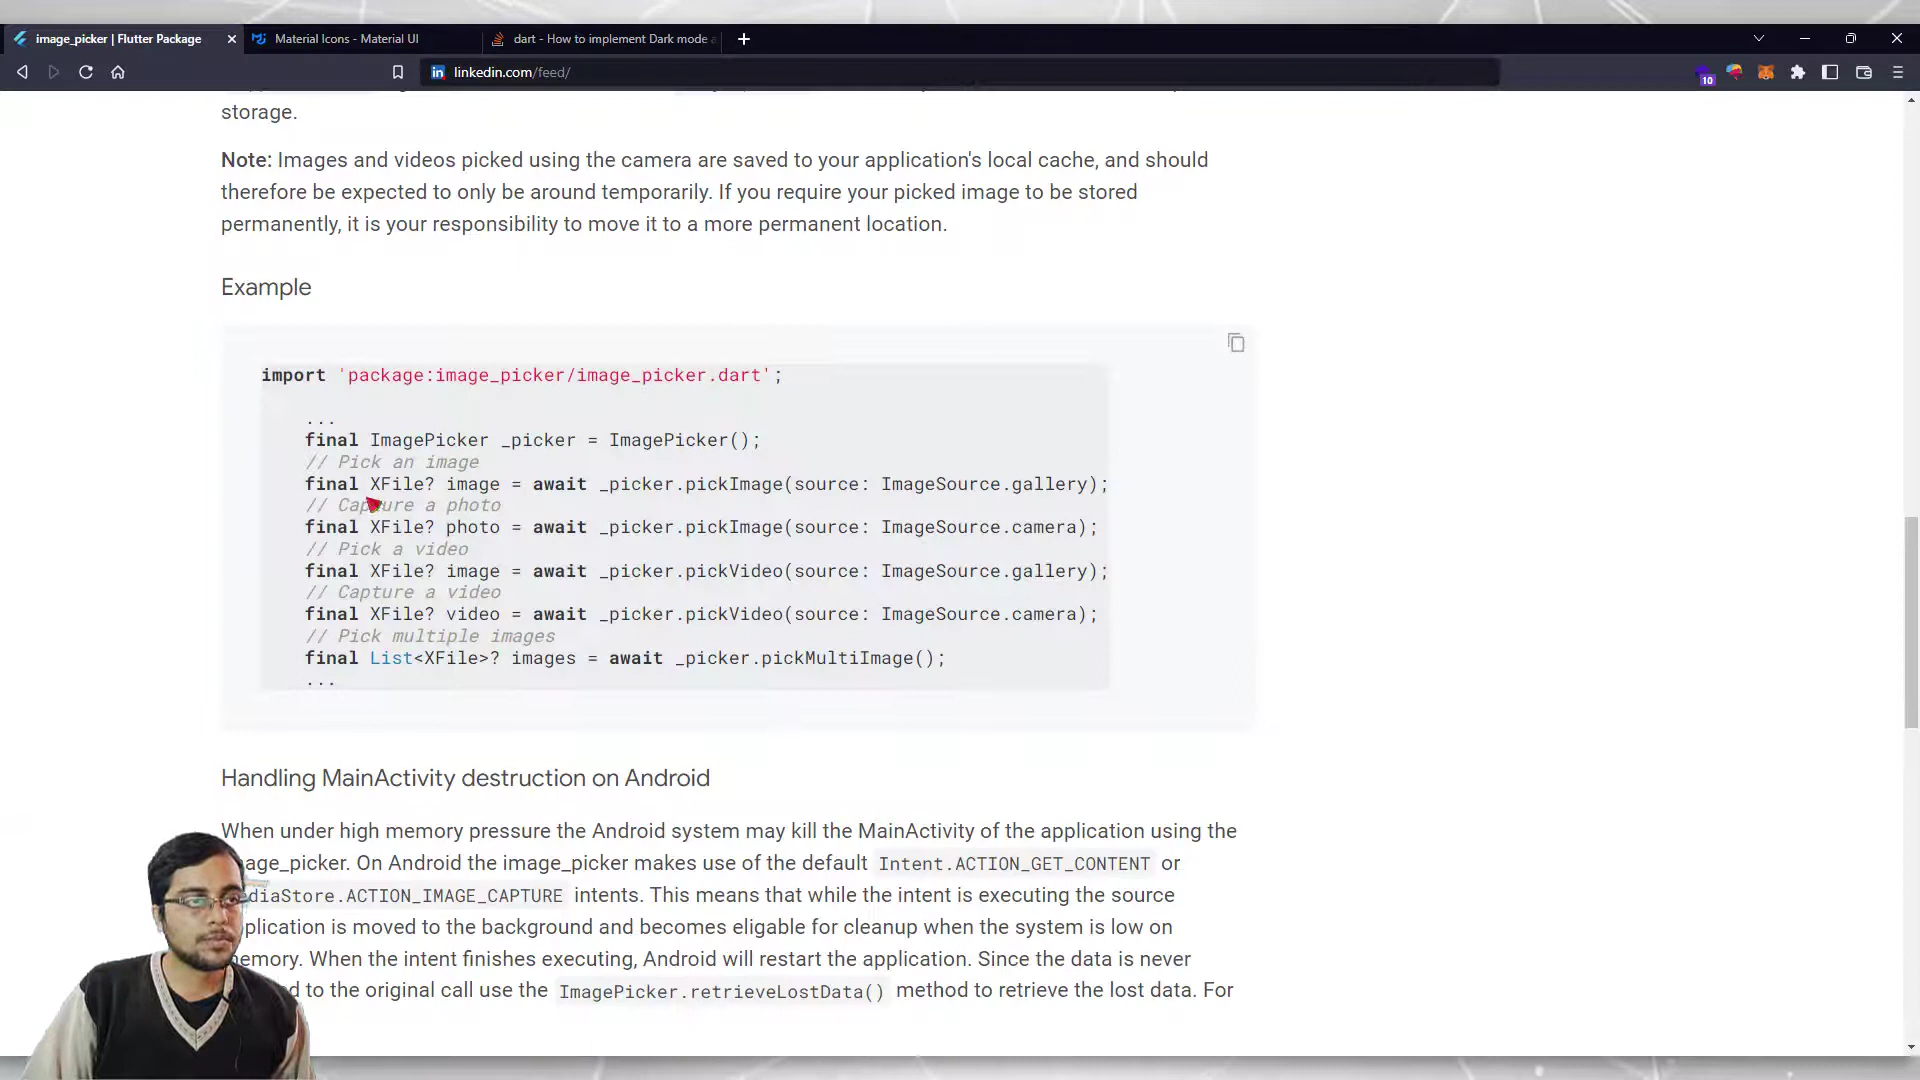 image_picker | Flutter Package
Material Icons - Material UI
dart - How to implement Dark mode
linkedin.com/feed/
10
storage.
Note: Images and videos picked using the camera are saved to your application's local cache, and should
therefore be expected to only be around temporarily. If you require your picked image to be stored
permanently, it is your responsibility to move it to a more permanent location.
Example
import 'package:image_picker/image_picker.dart';
...
final ImagePicker _picker = ImagePicker();
// Pick an image
final XFile? image = await _picker.pickImage(source: ImageSource.gallery);
// Capture a photo
final XFile? photo = await _picker.pickImage(source: ImageSource.camera);
// Pick a video
final XFile? image = await _picker.pickVideo(source: ImageSource.gallery);
// Capture a video
final XFile? video = await _picker.pickVideo(source: ImageSource.camera);
// Pick multiple images
final List<XFile>? images = await _picker.pickMultiImage();
...
Handling MainActivity destruction on Android
When under high memory pressure the Android system may kill the MainActivity of the application using the
image_picker. On Android the image_picker makes use of the default Intent.ACTION_GET_CONTENT or
diaStore.ACTION_IMAGE_CAPTURE intents. This means that while the intent is executing the source
plication is moved to the background and becomes eligable for cleanup when the system is low on
memory. When the intent finishes executing, Android will restart the application. Since the data is never
d to the original call use the ImagePicker.retrieveLostData() method to retrieve the lost data. For